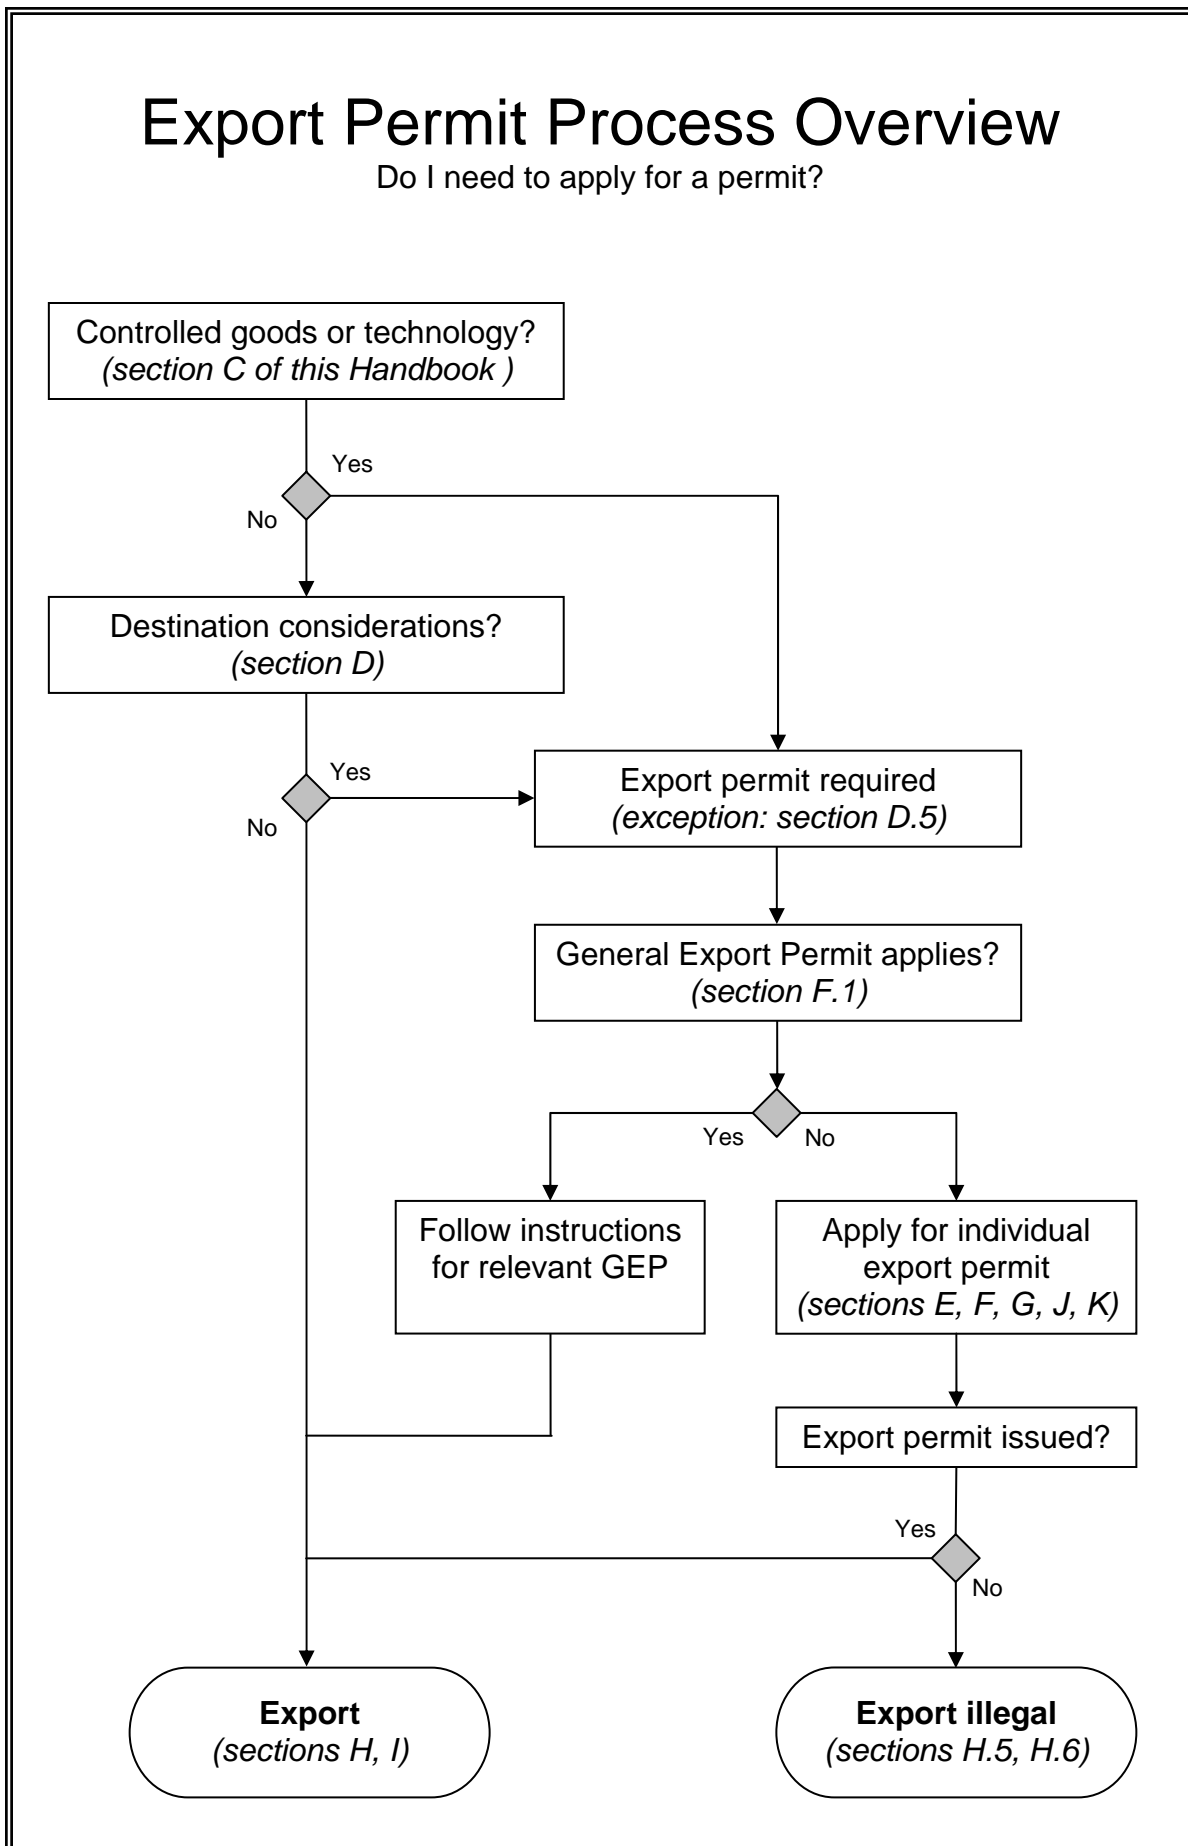 Export Permit Process Overview
Do I need to apply for a permit?
Controlled goods or technology?
(section C of this Handbook )
Yes
No
Destination considerations?
(section D)
Yes
No
Export permit required
(exception: section D.5)
General Export Permit applies?
(section F.1)
Yes
No
Follow instructions
for relevant GEP
Apply for individual
export permit
(sections E, F, G, J, K)
Export permit issued?
Yes
No
Export
(sections H, I)
Export illegal
(sections H.5, H.6)